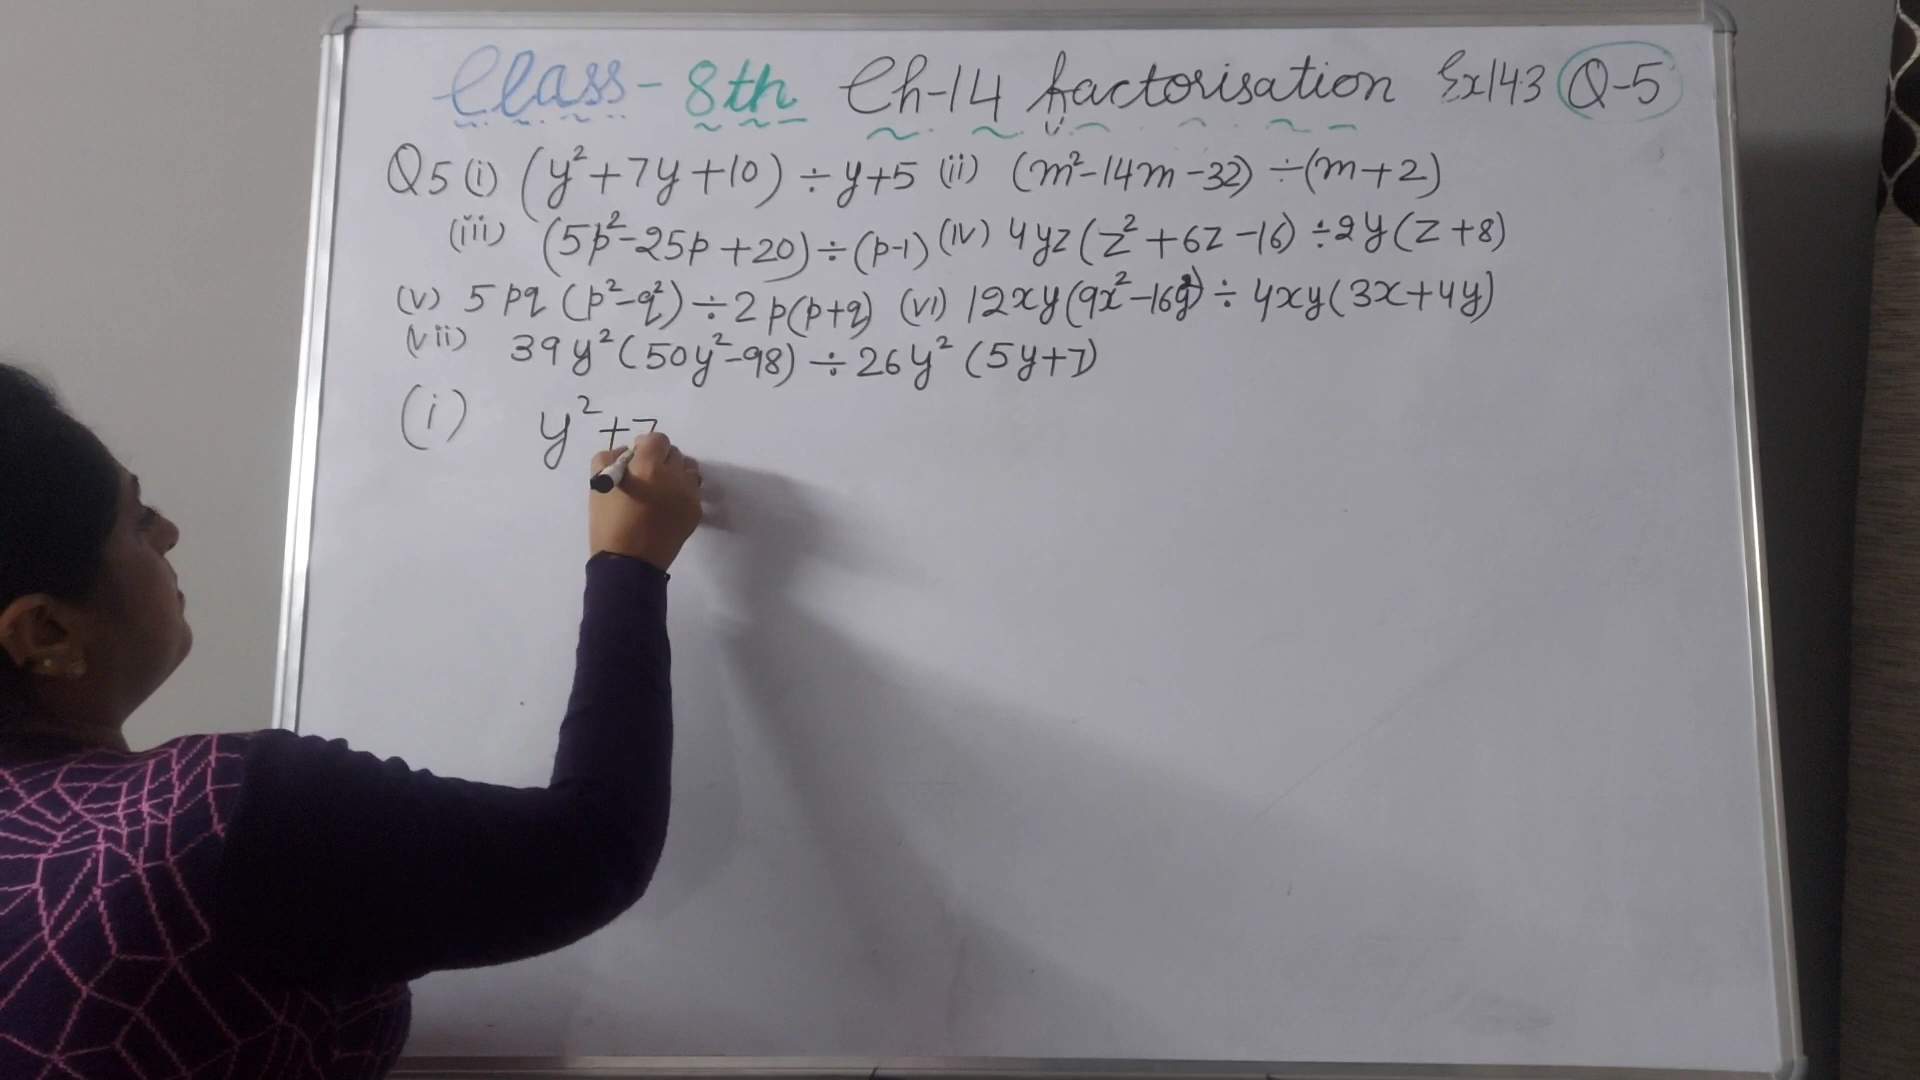 Class - 8th Ch-14 factorisation Ex14.3 Q-5
Q5 (i) (y²+7y+10) ÷ y+5 (ii) (m²-14m-32) ÷ (m+2)
(iii) (5p²-25p+20) ÷ (p-1) (iv) 4yz(z²+6z-16) ÷ 2y(z+8)
(v) 5pq(p²-q²) ÷ 2p(p+q) (vi) 12xy(9x²-16y²) ÷ 4xy(3x+4y)
(vii) 39y²(50y²-98) ÷ 26y²(5y+7)
(i) y²+7